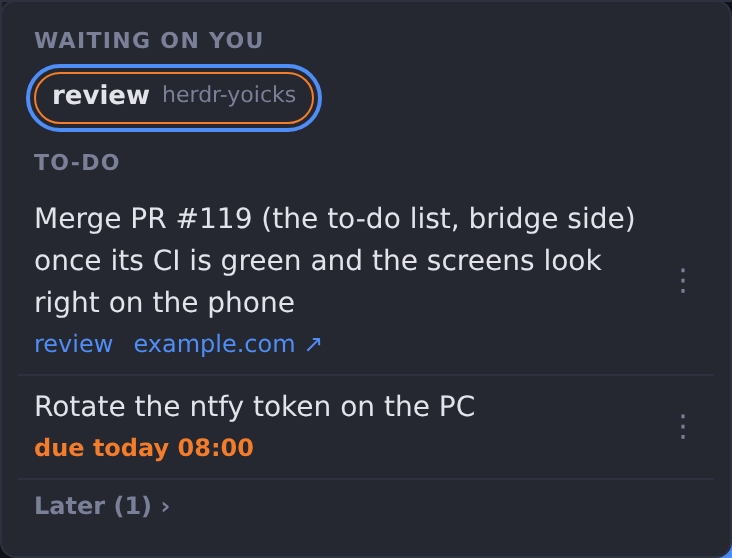 WAITING ON YOU
review herdr-yoicks
TO-DO
Merge PR #119 (the to-do list, bridge side)
once its CI is green and the screens look
right on the phone
review example.com ↗
Rotate the ntfy token on the PC
due today 08:00
Later (1) ›